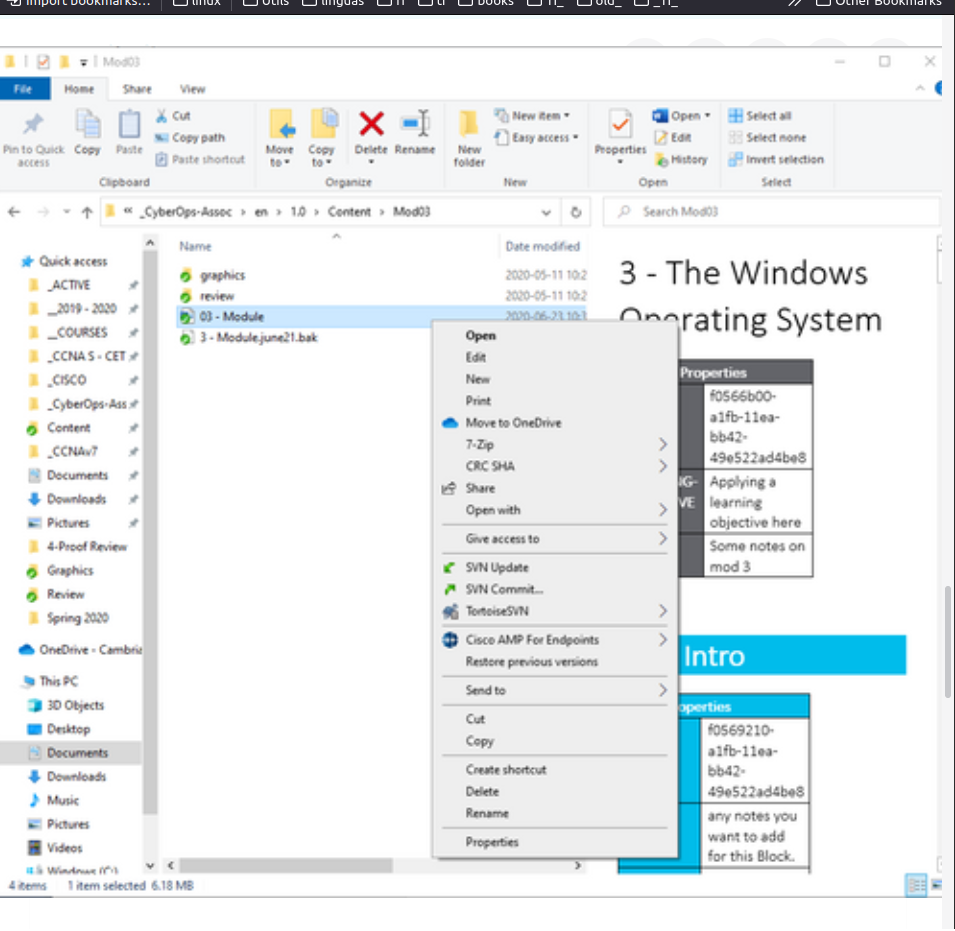 Import bookmarks...
linux
utils
linguas
books
old_
Other Bookmarks
Mod03
File
Home
Share
View
Pin to Quick access
Copy
Paste
Cut
Copy path
Paste shortcut
Clipboard
Move to
Copy to
Delete
Rename
Organize
New folder
New item
Easy access
New
Properties
Open
Edit
History
Open
Select all
Select none
Invert selection
Select
« _CyberOps-Assoc > en > 1.0 > Content > Mod03
Search Mod03
Quick access
_ACTIVE
__2019 - 2020
__COURSES
_CCNA S - CET
_CISCO
_CyberOps-Ass
Content
_CCNAv7
Documents
Downloads
Pictures
4-Proof Review
Graphics
Review
Spring 2020
OneDrive - Cambria
This PC
3D Objects
Desktop
Documents
Downloads
Music
Pictures
Videos
Windows (C:)
Name
Date modified
graphics
2020-05-11 10:2
review
2020-05-11 10:2
03 - Module
2020-06-23 10:3
3 - Module.june21.bak
Open
Edit
New
Print
Move to OneDrive
7-Zip
CRC SHA
Share
Open with
Give access to
SVN Update
SVN Commit...
TortoiseSVN
Cisco AMP For Endpoints
Restore previous versions
Send to
Cut
Copy
Create shortcut
Delete
Rename
Properties
3 - The Windows
Operating System
Properties
f0566b00-
a1fb-11ea-
bb42-
49e522ad4be8
Applying a
learning
objective here
Some notes on
mod 3
Intro
operties
f0569210-
a1fb-11ea-
bb42-
49e522ad4be8
any notes you
want to add
for this Block.
4 items
1 item selected 6.18 MB